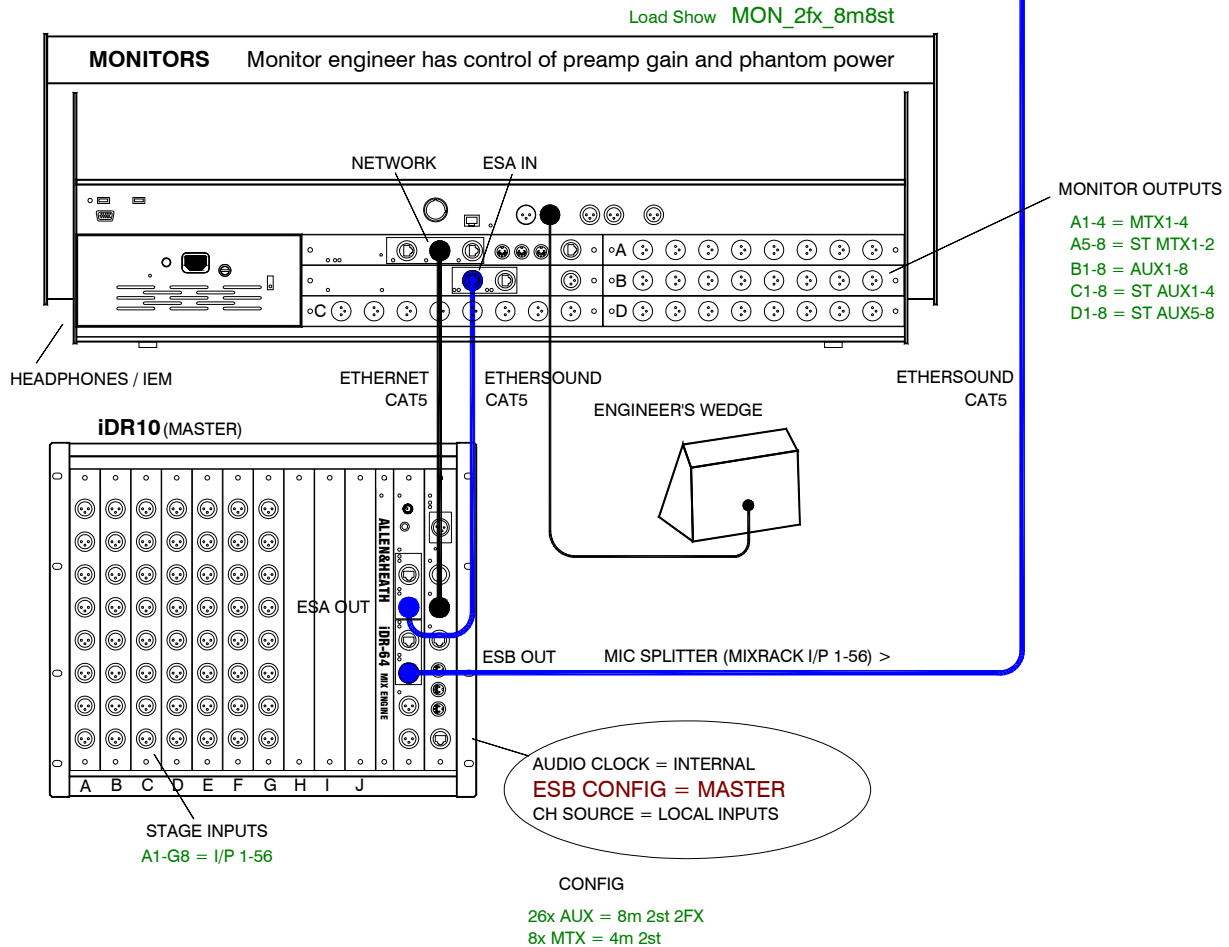 Load Show MON_2fx_8m8st
MONITORS Monitor engineer has control of preamp gain and phantom power
NETWORK
ESA IN
MONITOR OUTPUTS
A1-4 = MTX1-4
A5-8 = ST MTX1-2
B1-8 = AUX1-8
C1-8 = ST AUX1-4
D1-8 = ST AUX5-8
A
B
C
D
HEADPHONES / IEM
ETHERNET
CAT5
ETHERSOUND
CAT5
ETHERSOUND
CAT5
ENGINEER'S WEDGE
iDR10 (MASTER)
ALLEN&HEATH
iDR-64 MIX ENGINE
ESA OUT
ESB OUT
MIC SPLITTER (MIXRACK I/P 1-56) >
A B C D E F G H I J
STAGE INPUTS
A1-G8 = I/P 1-56
AUDIO CLOCK = INTERNAL
ESB CONFIG = MASTER
CH SOURCE = LOCAL INPUTS
CONFIG
26x AUX = 8m 2st 2FX
8x MTX = 4m 2st